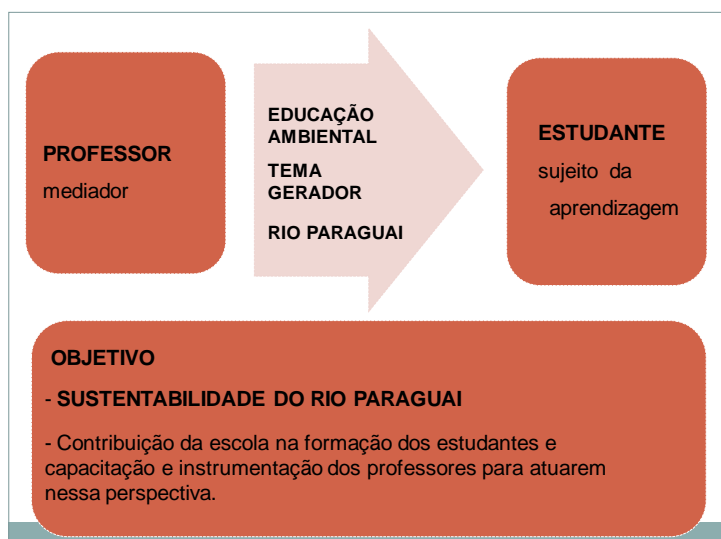 PROFESSOR
mediador
EDUCAÇÃO
AMBIENTAL
TEMA
GERADOR
RIO PARAGUAI
ESTUDANTE
sujeito da
aprendizagem
OBJETIVO
- SUSTENTABILIDADE DO RIO PARAGUAI
- Contribuição da escola na formação dos estudantes e
capacitação e instrumentação dos professores para atuarem
nessa perspectiva.